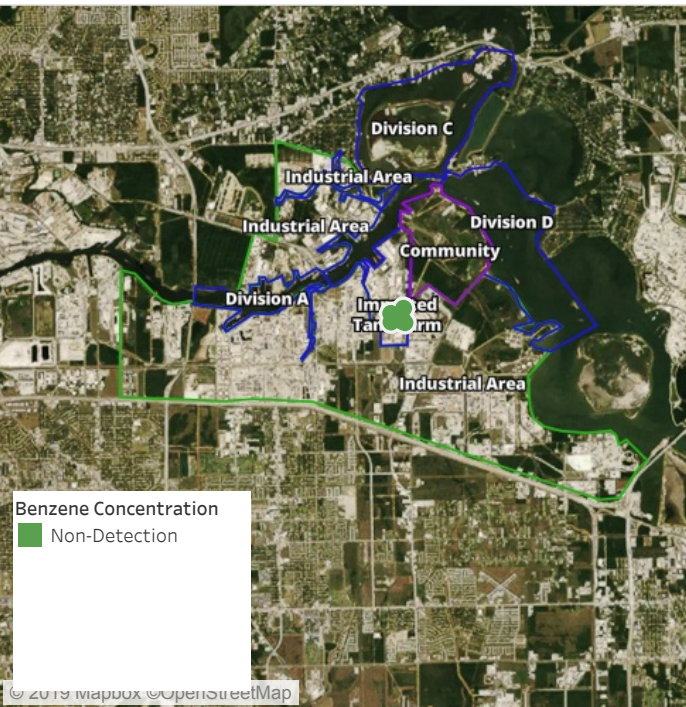 Division C
Industrial Area
Division D
Industrial Area
Community
Division A
Industrial Area
Benzene Concentration
Non-Detection
© 2019 Mapbox ©OpenStreetMap